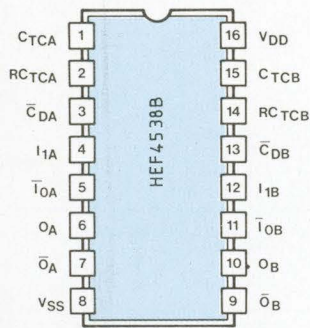 CTCA 1 16 VDD
RCTCA 2 15 CTCB
C̄DA 3 14 RCTCB
I1A 4 13 C̄DB
Ī0A 5 12 I1B
OA 6 11 Ī0B
ŌA 7 10 OB
VSS 8 9 ŌB
HEF4538B